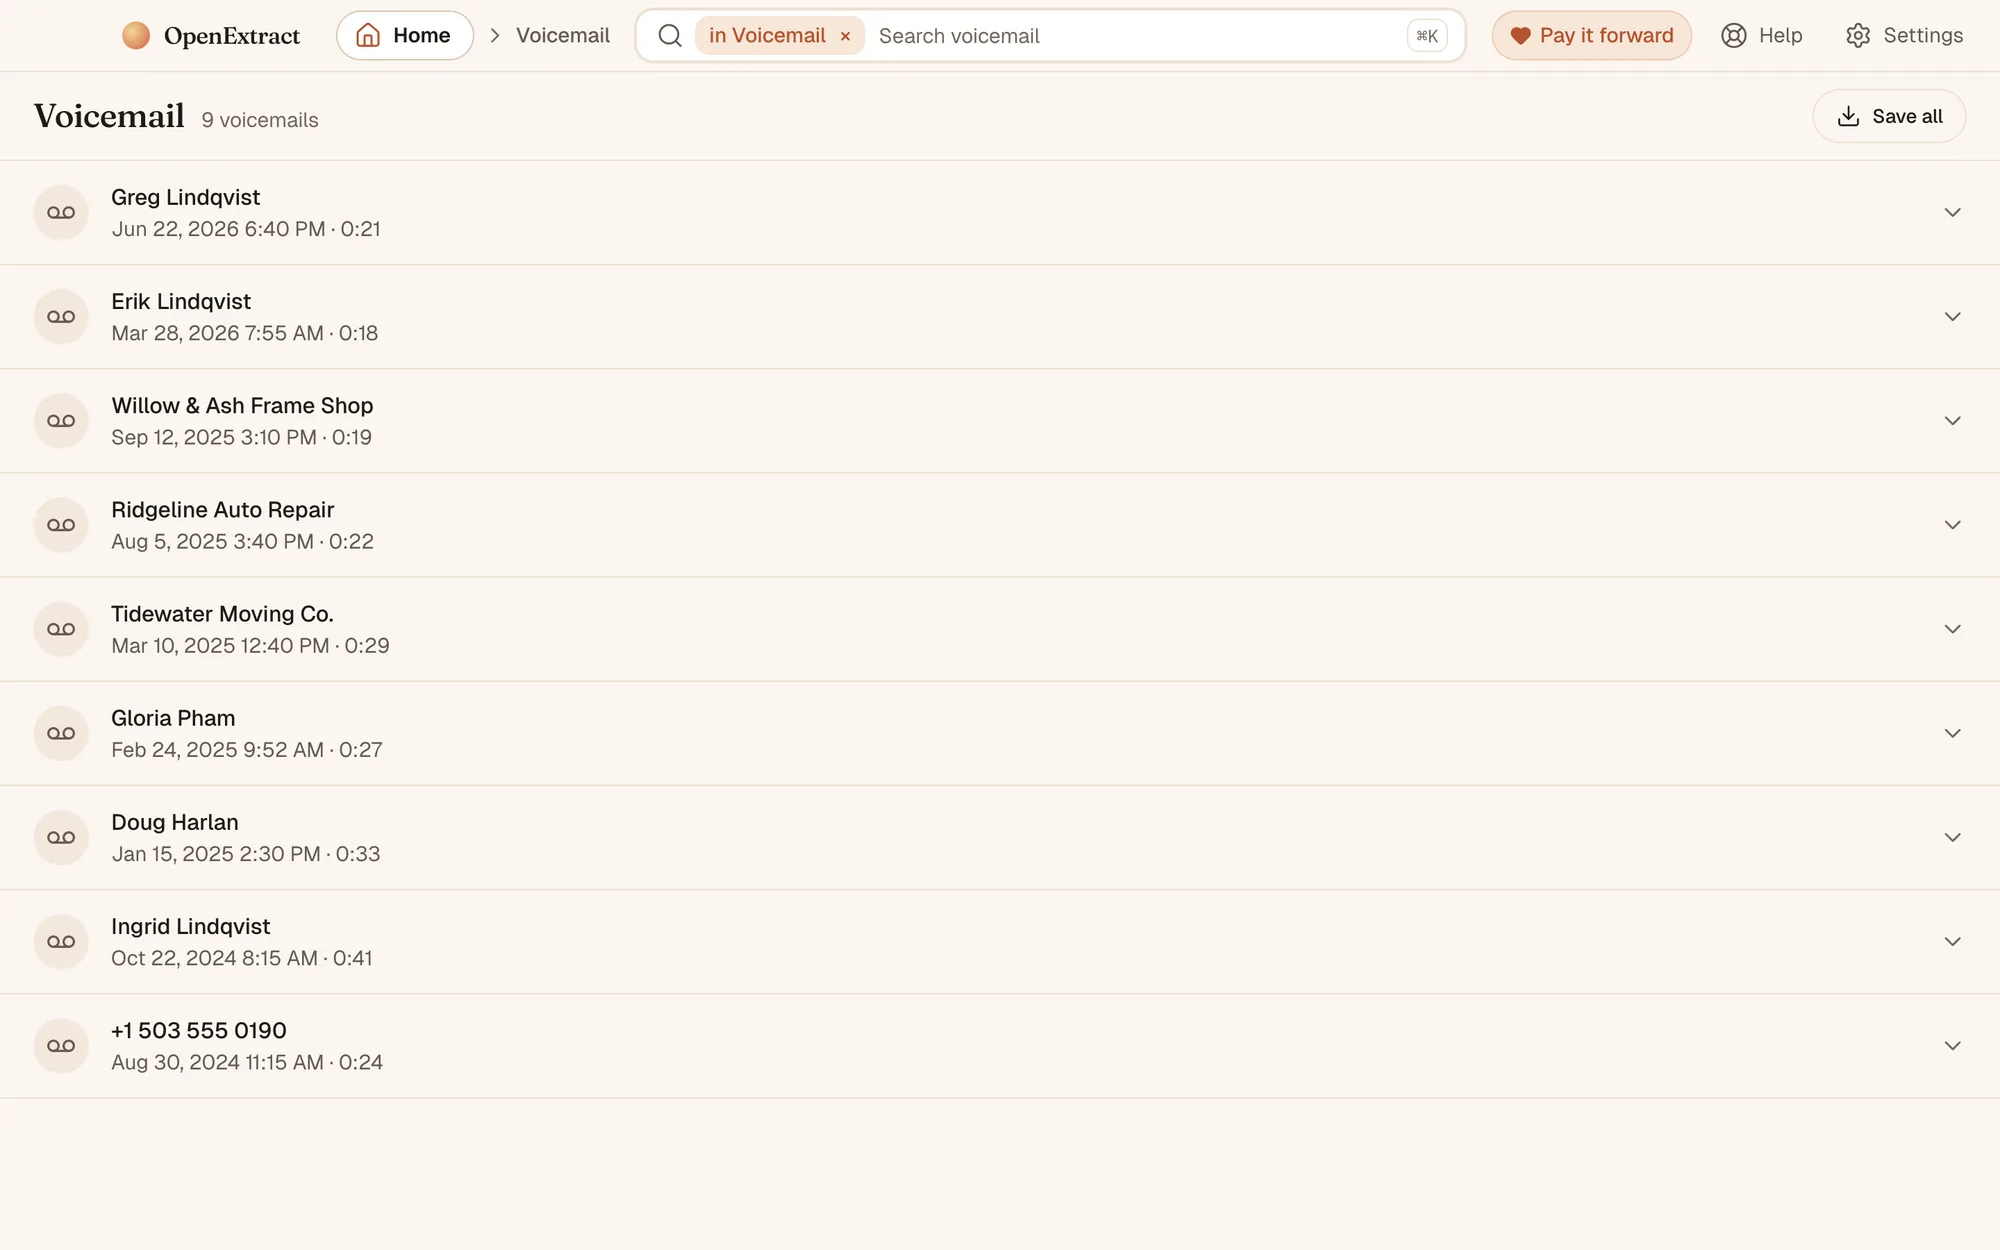 OpenExtract
Home
Voicemail
in Voicemail ×
Search voicemail
⌘K
Pay it forward
Help
Settings
Voicemail
9 voicemails
Save all
Greg Lindqvist
Jun 22, 2026 6:40 PM · 0:21
Erik Lindqvist
Mar 28, 2026 7:55 AM · 0:18
Willow & Ash Frame Shop
Sep 12, 2025 3:10 PM · 0:19
Ridgeline Auto Repair
Aug 5, 2025 3:40 PM · 0:22
Tidewater Moving Co.
Mar 10, 2025 12:40 PM · 0:29
Gloria Pham
Feb 24, 2025 9:52 AM · 0:27
Doug Harlan
Jan 15, 2025 2:30 PM · 0:33
Ingrid Lindqvist
Oct 22, 2024 8:15 AM · 0:41
+1 503 555 0190
Aug 30, 2024 11:15 AM · 0:24